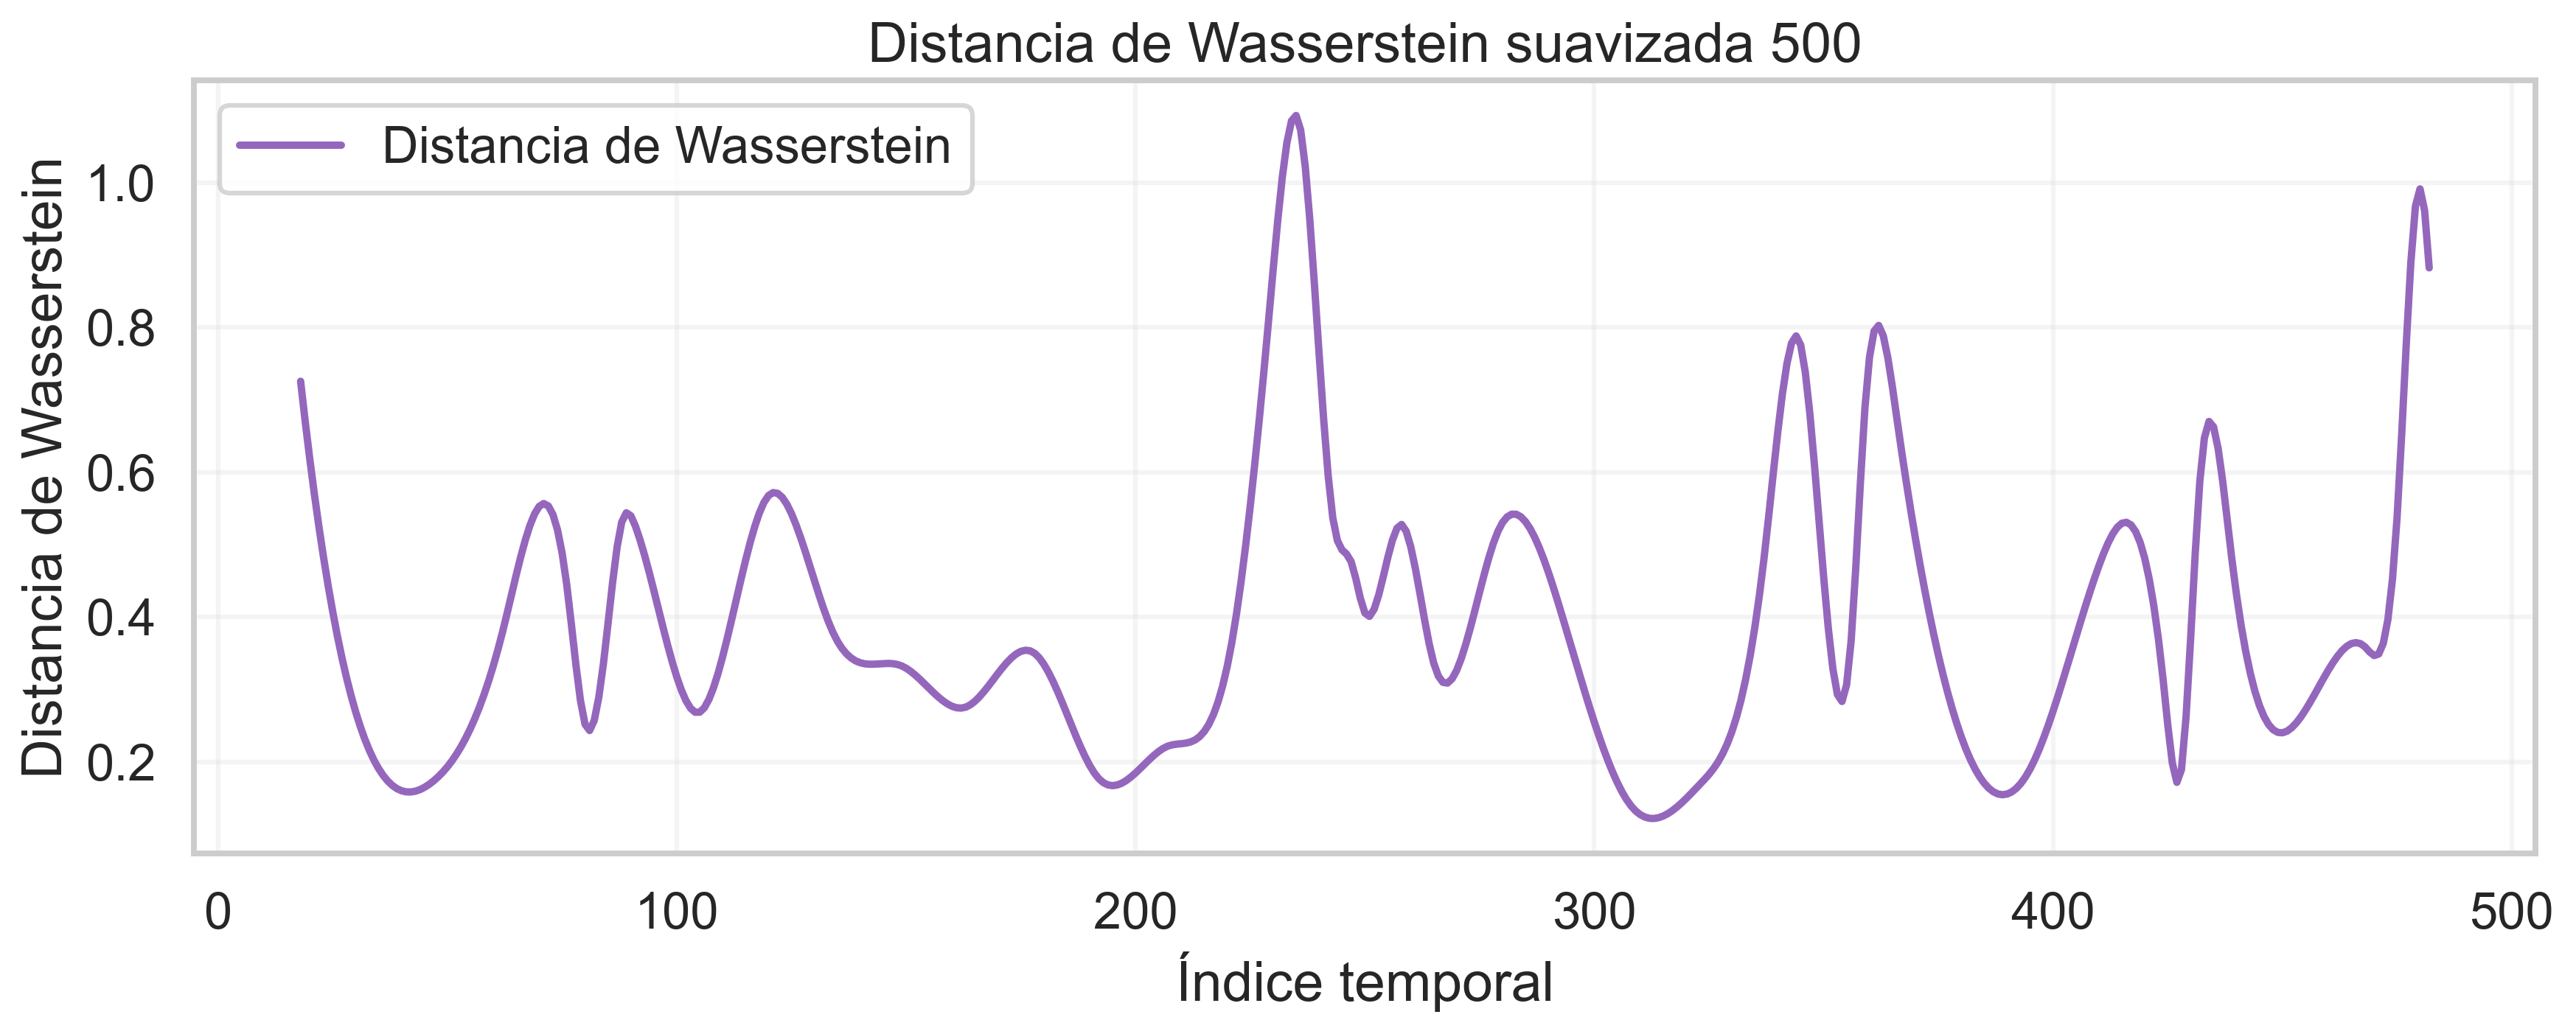 Distancia de Wasserstein suavizada 500
Distancia de Wasserstein
Distancia de Wasserstein
1.0
0.8
0.6
0.4
0.2
0 100 200 300 400 500
Índice temporal